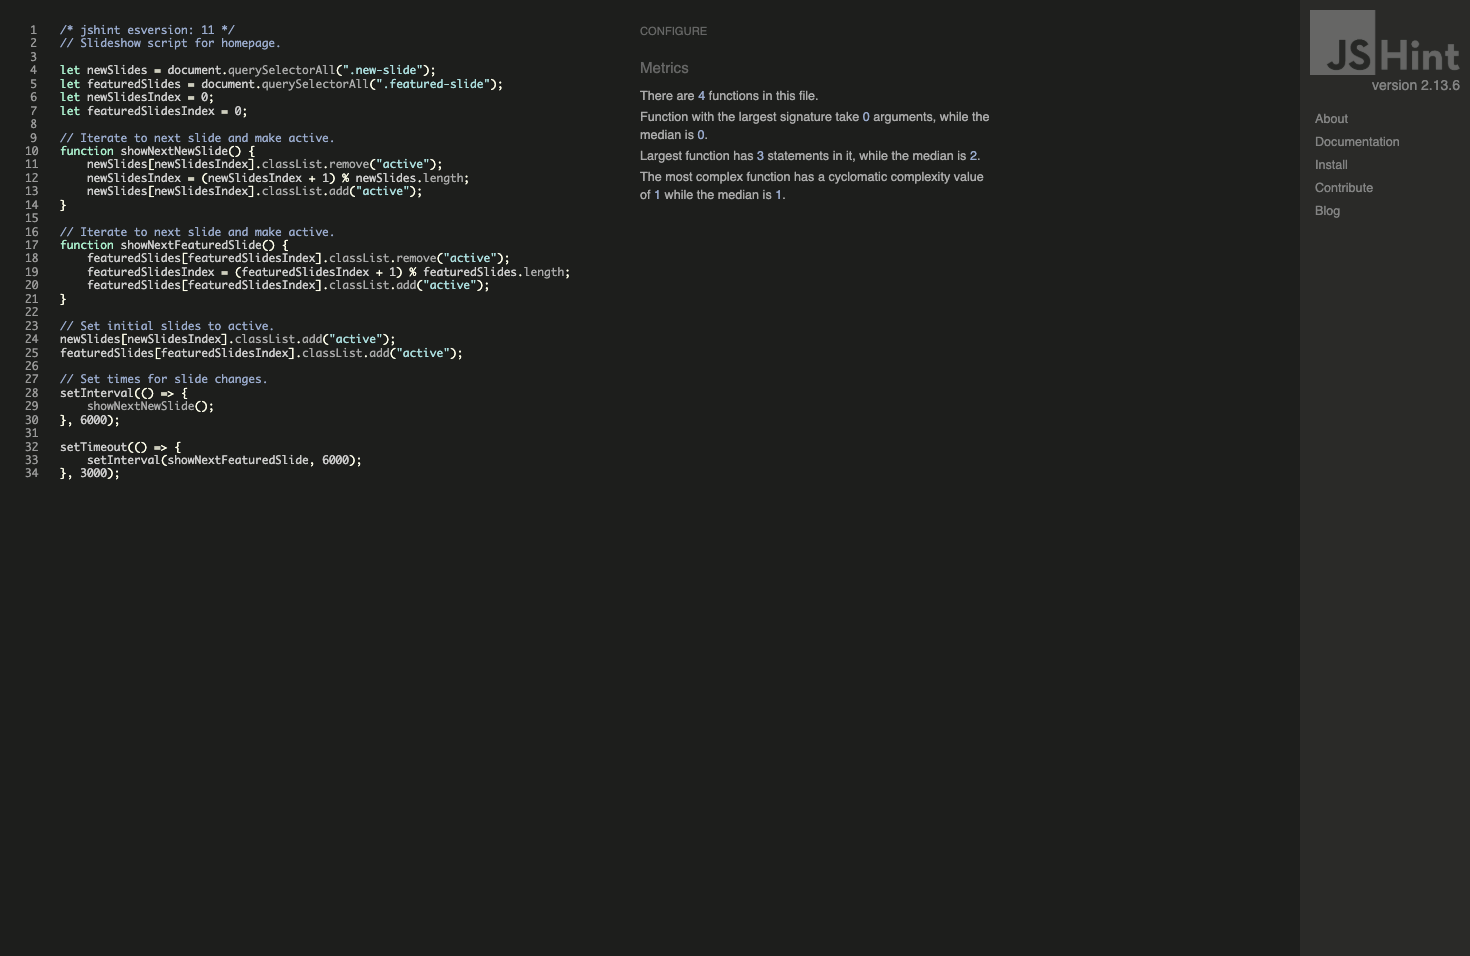 1 /* jshint esversion: 11 */
2 // Slideshow script for homepage.
3
4 let newSlides = document.querySelectorAll(".new-slide");
5 let featuredSlides = document.querySelectorAll(".featured-slide");
6 let newSlidesIndex = 0;
7 let featuredSlidesIndex = 0;
8
9 // Iterate to next slide and make active.
10 function showNextNewSlide() {
11     newSlides[newSlidesIndex].classList.remove("active");
12     newSlidesIndex = (newSlidesIndex + 1) % newSlides.length;
13     newSlides[newSlidesIndex].classList.add("active");
14 }
15
16 // Iterate to next slide and make active.
17 function showNextFeaturedSlide() {
18     featuredSlides[featuredSlidesIndex].classList.remove("active");
19     featuredSlidesIndex = (featuredSlidesIndex + 1) % featuredSlides.length;
20     featuredSlides[featuredSlidesIndex].classList.add("active");
21 }
22
23 // Set initial slides to active.
24 newSlides[newSlidesIndex].classList.add("active");
25 featuredSlides[featuredSlidesIndex].classList.add("active");
26
27 // Set times for slide changes.
28 setInterval(() => {
29     showNextNewSlide();
30 }, 6000);
31
32 setTimeout(() => {
33     setInterval(showNextFeaturedSlide, 6000);
34 }, 3000);
CONFIGURE
Metrics
There are 4 functions in this file.
Function with the largest signature take 0 arguments, while the
median is 0.
Largest function has 3 statements in it, while the median is 2.
The most complex function has a cyclomatic complexity value
of 1 while the median is 1.
JSHint
version 2.13.6
About
Documentation
Install
Contribute
Blog